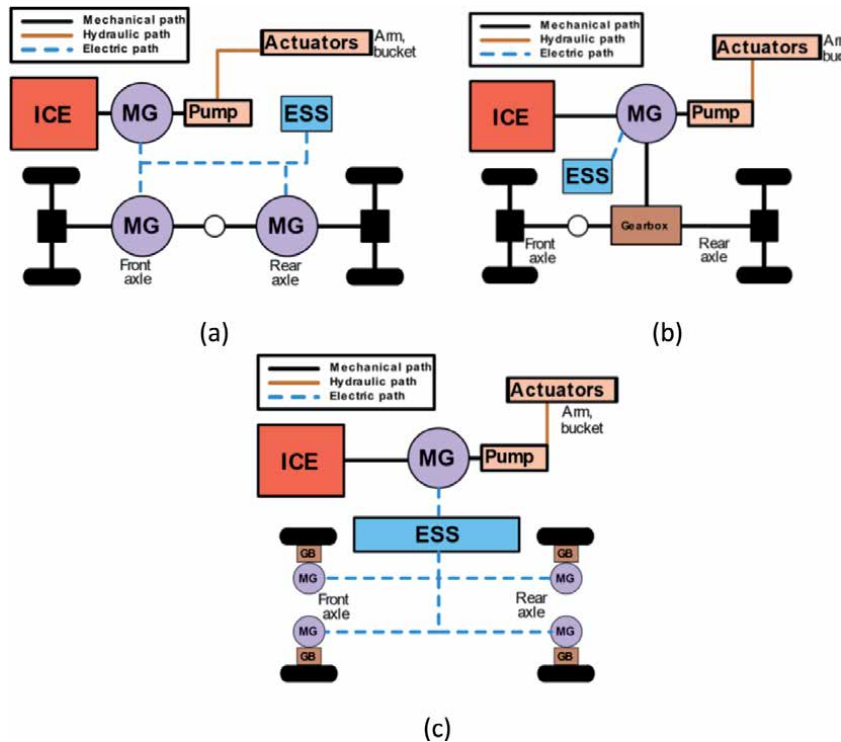 Mechanical path
Hydraulic path
Electric path
Actuators
Arm,
bucket
ICE
MG
Pump
ESS
MG
MG
Front
axle
Rear
axle
(a)
Mechanical path
Hydraulic path
Electric path
Actuators
Arm,
ICE
MG
Pump
ESS
Gearbox
Front
axle
Rear
axle
(b)
Mechanical path
Hydraulic path
Electric path
Actuators
Arm,
bucket
ICE
MG
Pump
ESS
GB
GB
MG
MG
Front
axle
Rear
axle
MG
MG
GB
GB
(c)